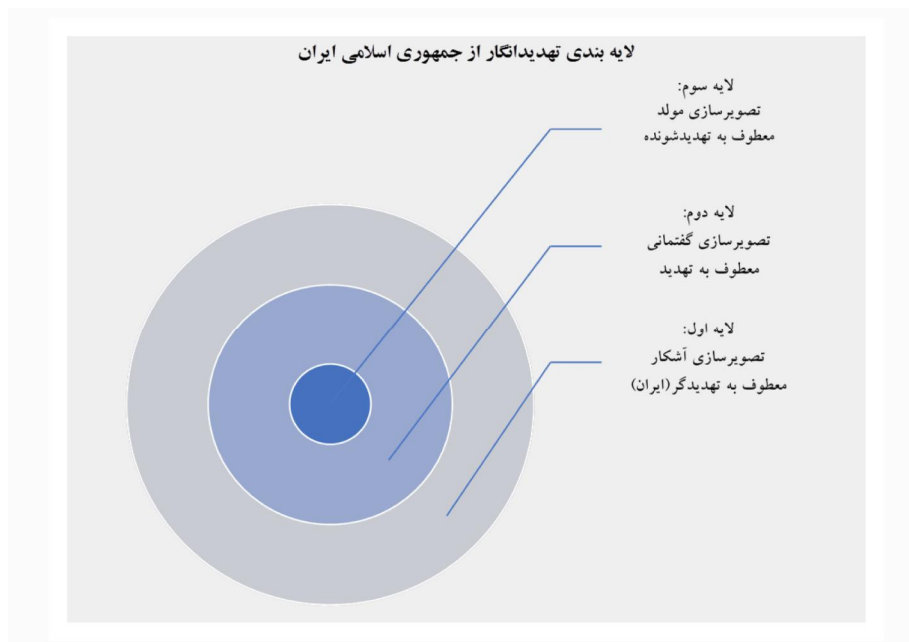 لایه بندی تهدیدانگار از جمهوری اسلامی ایران
لایه سوم:
تصویرسازی مولد
معطوف به تهدیدشونده
لایه دوم:
تصویرسازی گفتمانی
معطوف به تهدید
لایه اول:
تصویرسازی آشکار
معطوف به تهدیدگر(ایران)